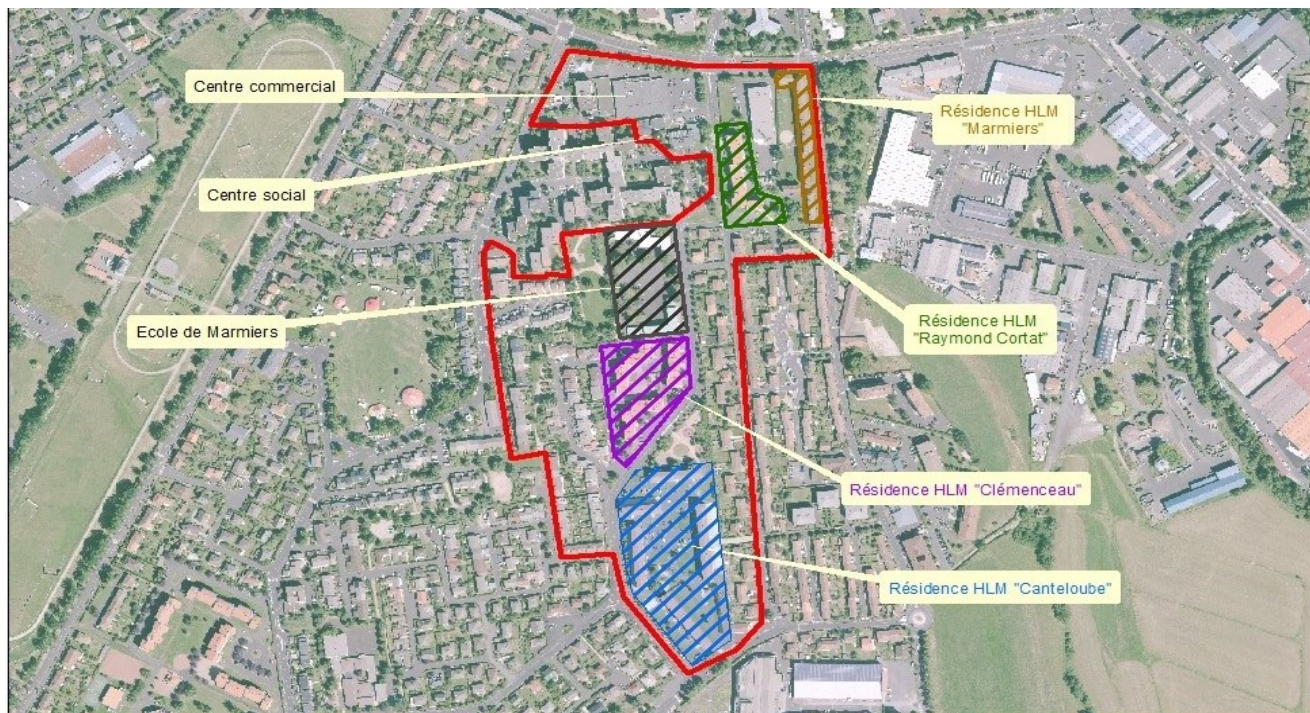 Centre commercial
Résidence HLM
"Marmiers"
Centre social
Ecole de Marmiers
Résidence HLM
"Raymond Cortat"
Résidence HLM "Clémenceau"
Résidence HLM "Canteloube"